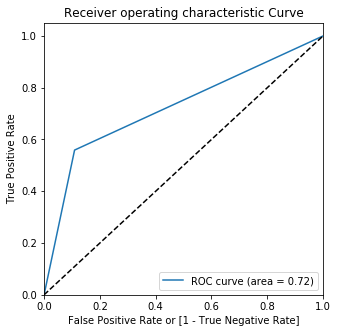 Receiver operating characteristic Curve
True Positive Rate
1.0
0.8
0.6
0.4
0.2
0.0
ROC curve (area = 0.72)
0.0 0.2 0.4 0.6 0.8 1.0
False Positive Rate or [1 - True Negative Rate]